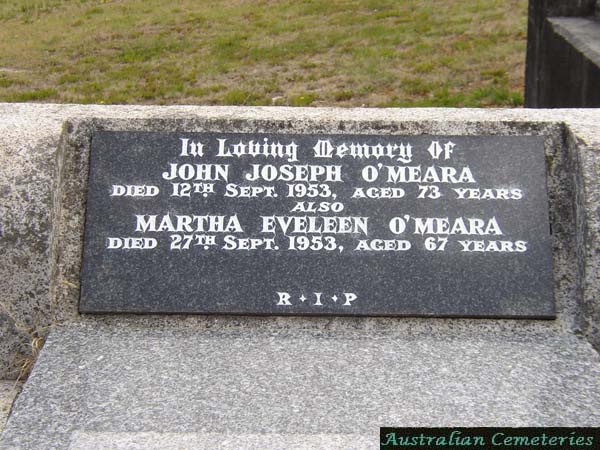 In Loving Memory Of
JOHN JOSEPH O'MEARA
DIED 12TH SEPT. 1953, AGED 73 YEARS
ALSO
MARTHA EVELEEN O'MEARA
DIED 27TH SEPT. 1953, AGED 67 YEARS
R · I · P
Australian Cemeteries